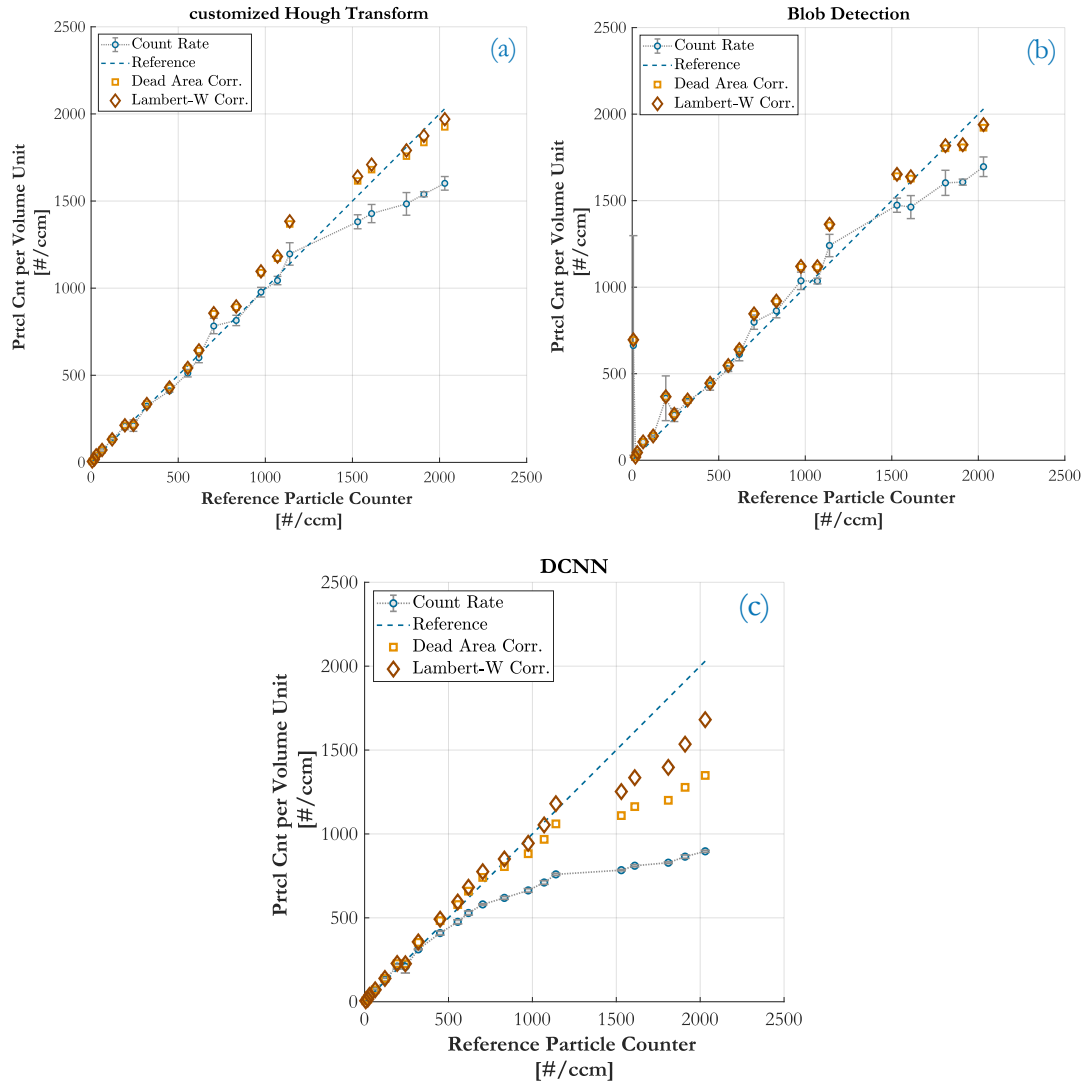 customized Hough Transform
(a)
Count Rate
Reference
Dead Area Corr.
Lambert-W Corr.
2500
2000
1500
1000
500
0
Prtcl Cnt per Volume Unit
[#/ccm]
0 500 1000 1500 2000 2500
Reference Particle Counter
[#/ccm]
Blob Detection
(b)
Count Rate
Reference
Dead Area Corr.
Lambert-W Corr.
2500
2000
1500
1000
500
0
Prtcl Cnt per Volume Unit
[#/ccm]
0 500 1000 1500 2000 2500
Reference Particle Counter
[#/ccm]
DCNN
(c)
Count Rate
Reference
Dead Area Corr.
Lambert-W Corr.
2500
2000
1500
1000
500
0
Prtcl Cnt per Volume Unit
[#/ccm]
0 500 1000 1500 2000 2500
Reference Particle Counter
[#/ccm]